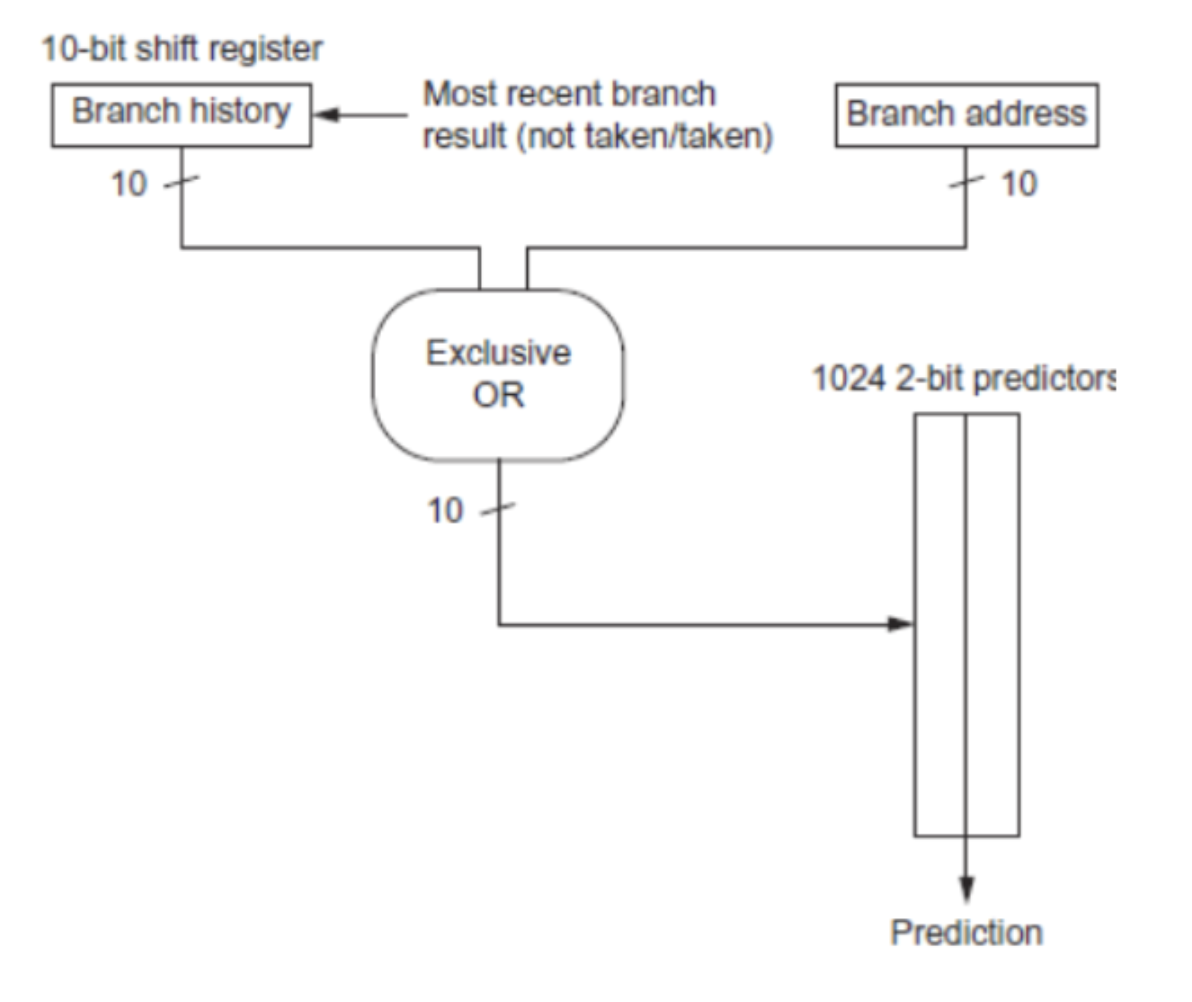 10-bit shift register
Branch history
Most recent branch
result (not taken/taken)
Branch address
10
10
Exclusive
OR
1024 2-bit predictors
10
Prediction